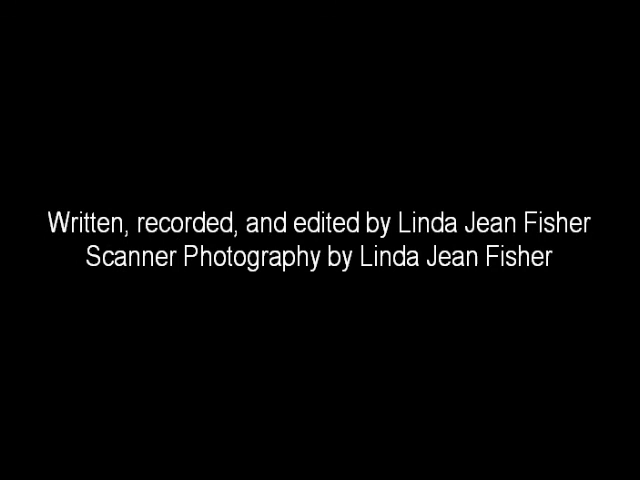 Written, recorded, and edited by Linda Jean Fisher
Scanner Photography by Linda Jean Fisher